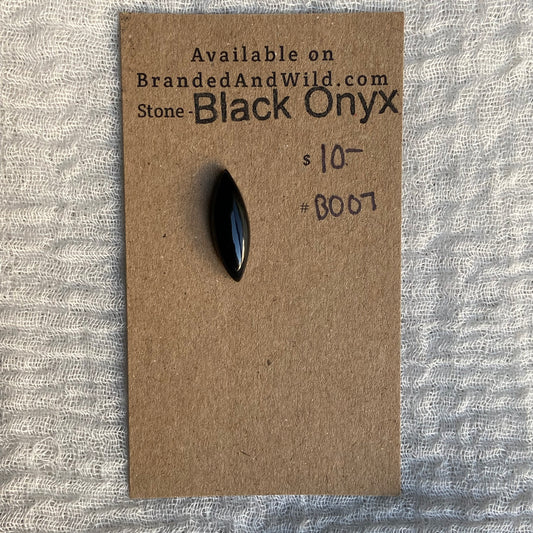 Available on
BrandedAndWild.com
Stone - Black Onyx
$ 10-
# B007